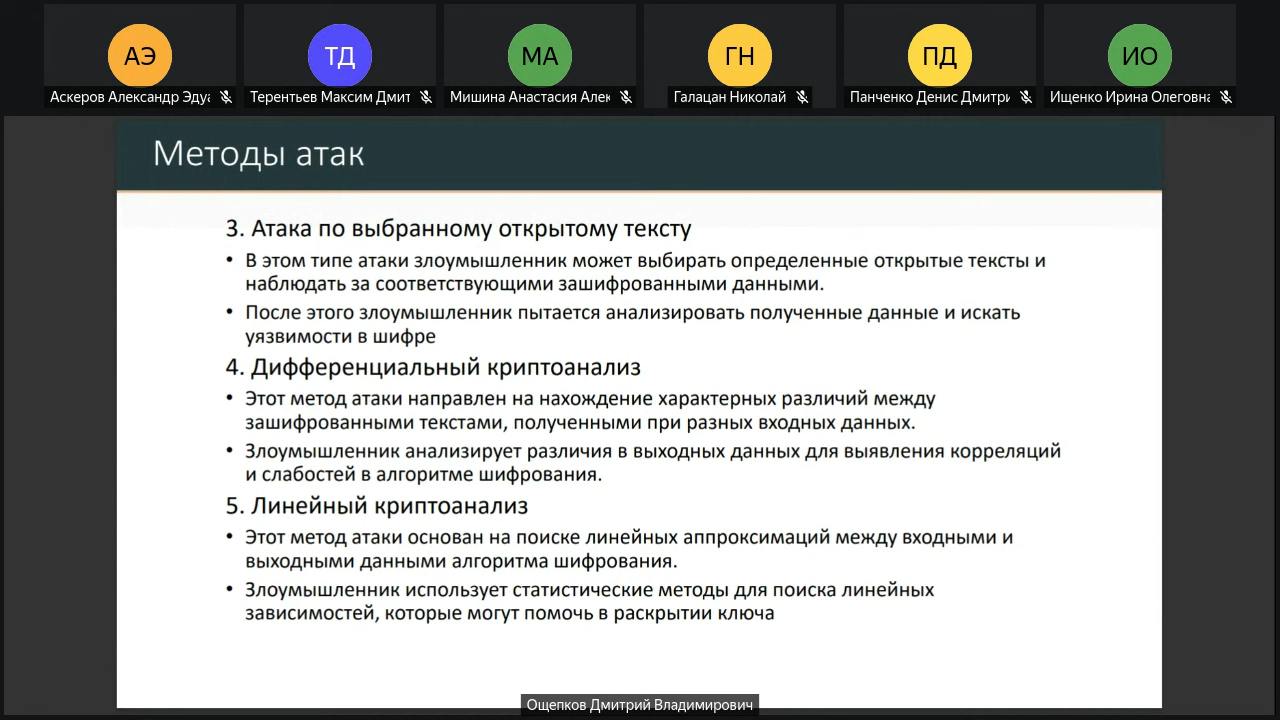 АЭ
ТД
МА
ГН
ПД
ИО
Аскеров Александр Эдуа
Терентьев Максим Дмит
Мишина Анастасия Алек
Галацан Николай
Панченко Денис Дмитри
Ищенко Ирина Олеговна
Методы атак
3. Атака по выбранному открытому тексту
• В этом типе атаки злоумышленник может выбирать определенные открытые тексты и
наблюдать за соответствующими зашифрованными данными.
• После этого злоумышленник пытается анализировать полученные данные и искать
уязвимости в шифре
4. Дифференциальный криптоанализ
• Этот метод атаки направлен на нахождение характерных различий между
зашифрованными текстами, полученными при разных входных данных.
• Злоумышленник анализирует различия в выходных данных для выявления корреляций
и слабостей в алгоритме шифрования.
5. Линейный криптоанализ
• Этот метод атаки основан на поиске линейных аппроксимаций между входными и
выходными данными алгоритма шифрования.
• Злоумышленник использует статистические методы для поиска линейных
зависимостей, которые могут помочь в раскрытии ключа
Ощепков Дмитрий Владимирович